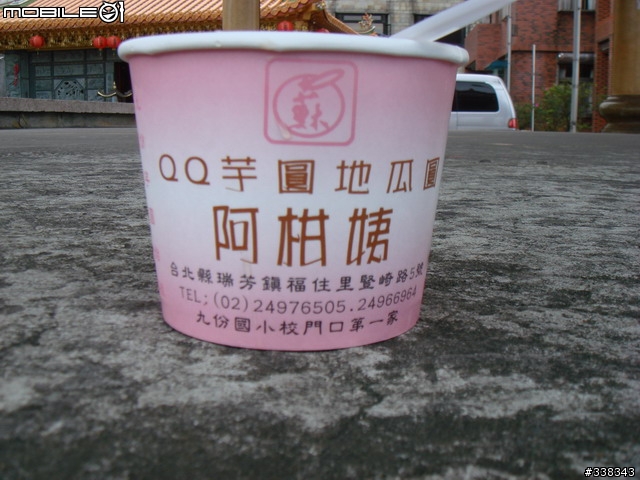 MOBILE01
QQ芋圓地瓜圓
阿柑姨
台北縣瑞芳鎮福住里豎崎路5號
TEL;(02)24976505.24966964
九份國小校門口第一家
#338343